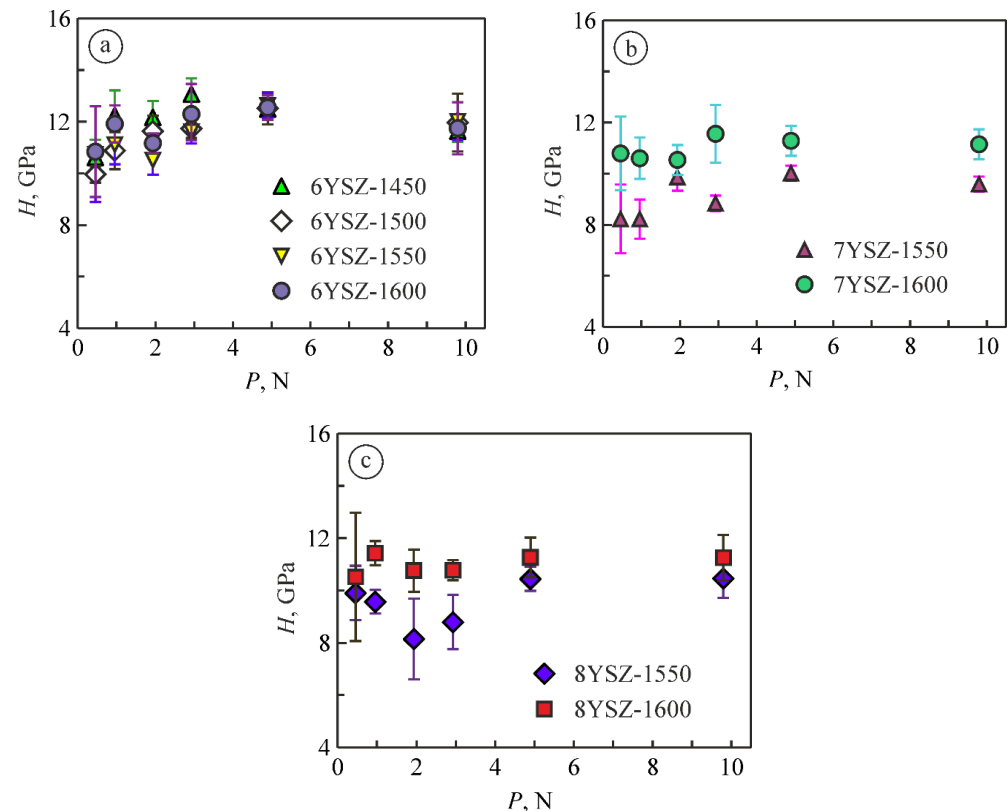 a
16
12
8
4
H, GPa
6YSZ-1450
6YSZ-1500
6YSZ-1550
6YSZ-1600
0 2 4 6 8 10
P, N
b
16
12
8
4
H, GPa
7YSZ-1550
7YSZ-1600
0 2 4 6 8 10
P, N
c
16
12
8
4
H, GPa
8YSZ-1550
8YSZ-1600
0 2 4 6 8 10
P, N